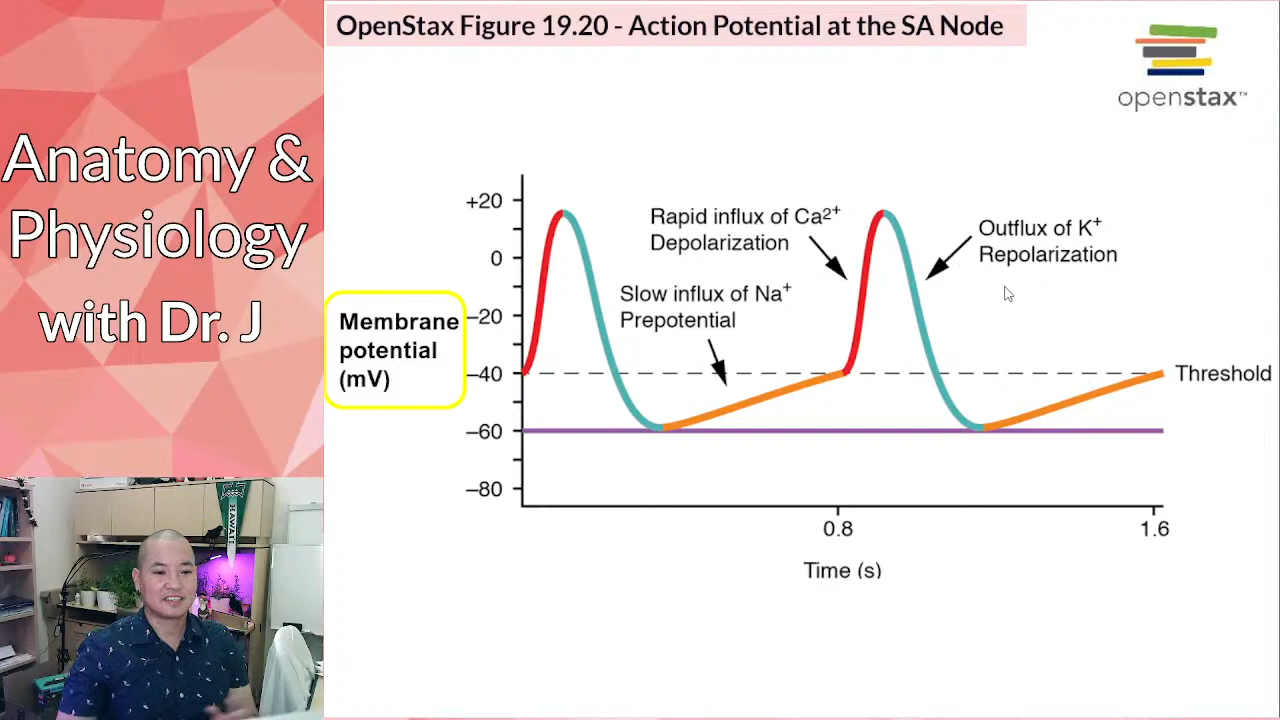 OpenStax Figure 19.20 - Action Potential at the SA Node
openstax™
Anatomy &
Physiology
with Dr. J
Membrane
potential
(mV)
+20
0
–20
–40
–60
–80
Rapid influx of Ca2+
Depolarization
Outflux of K+
Repolarization
Slow influx of Na+
Prepotential
Threshold
0.8
1.6
Time (s)
HAWAII